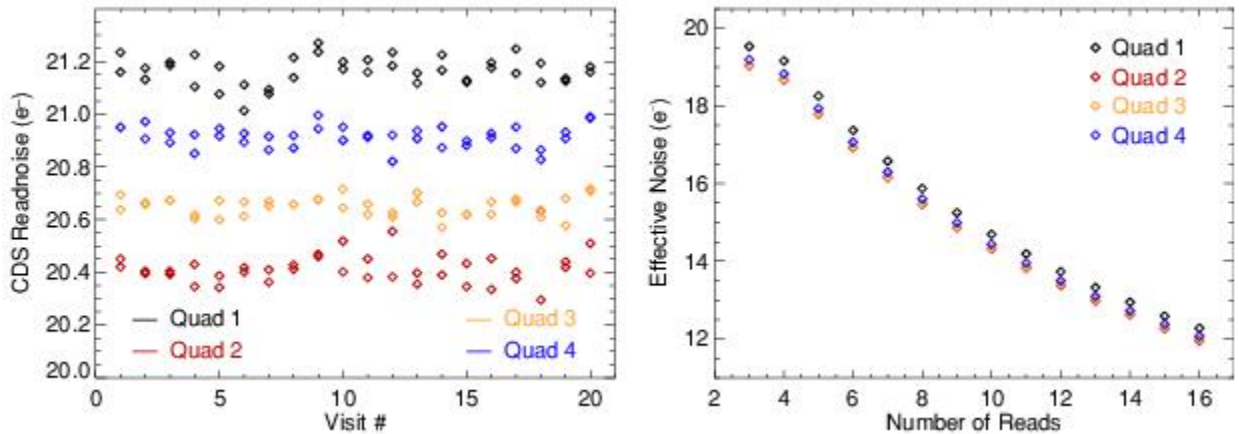 21.2
21.0
20.8
20.6
20.4
20.2
20.0
CDS Readnoise (e⁻)
Quad 1
Quad 2
Quad 3
Quad 4
0 5 10 15 20
Visit #
20
18
16
14
12
Effective Noise (e⁻)
Quad 1
Quad 2
Quad 3
Quad 4
2 4 6 8 10 12 14 16
Number of Reads